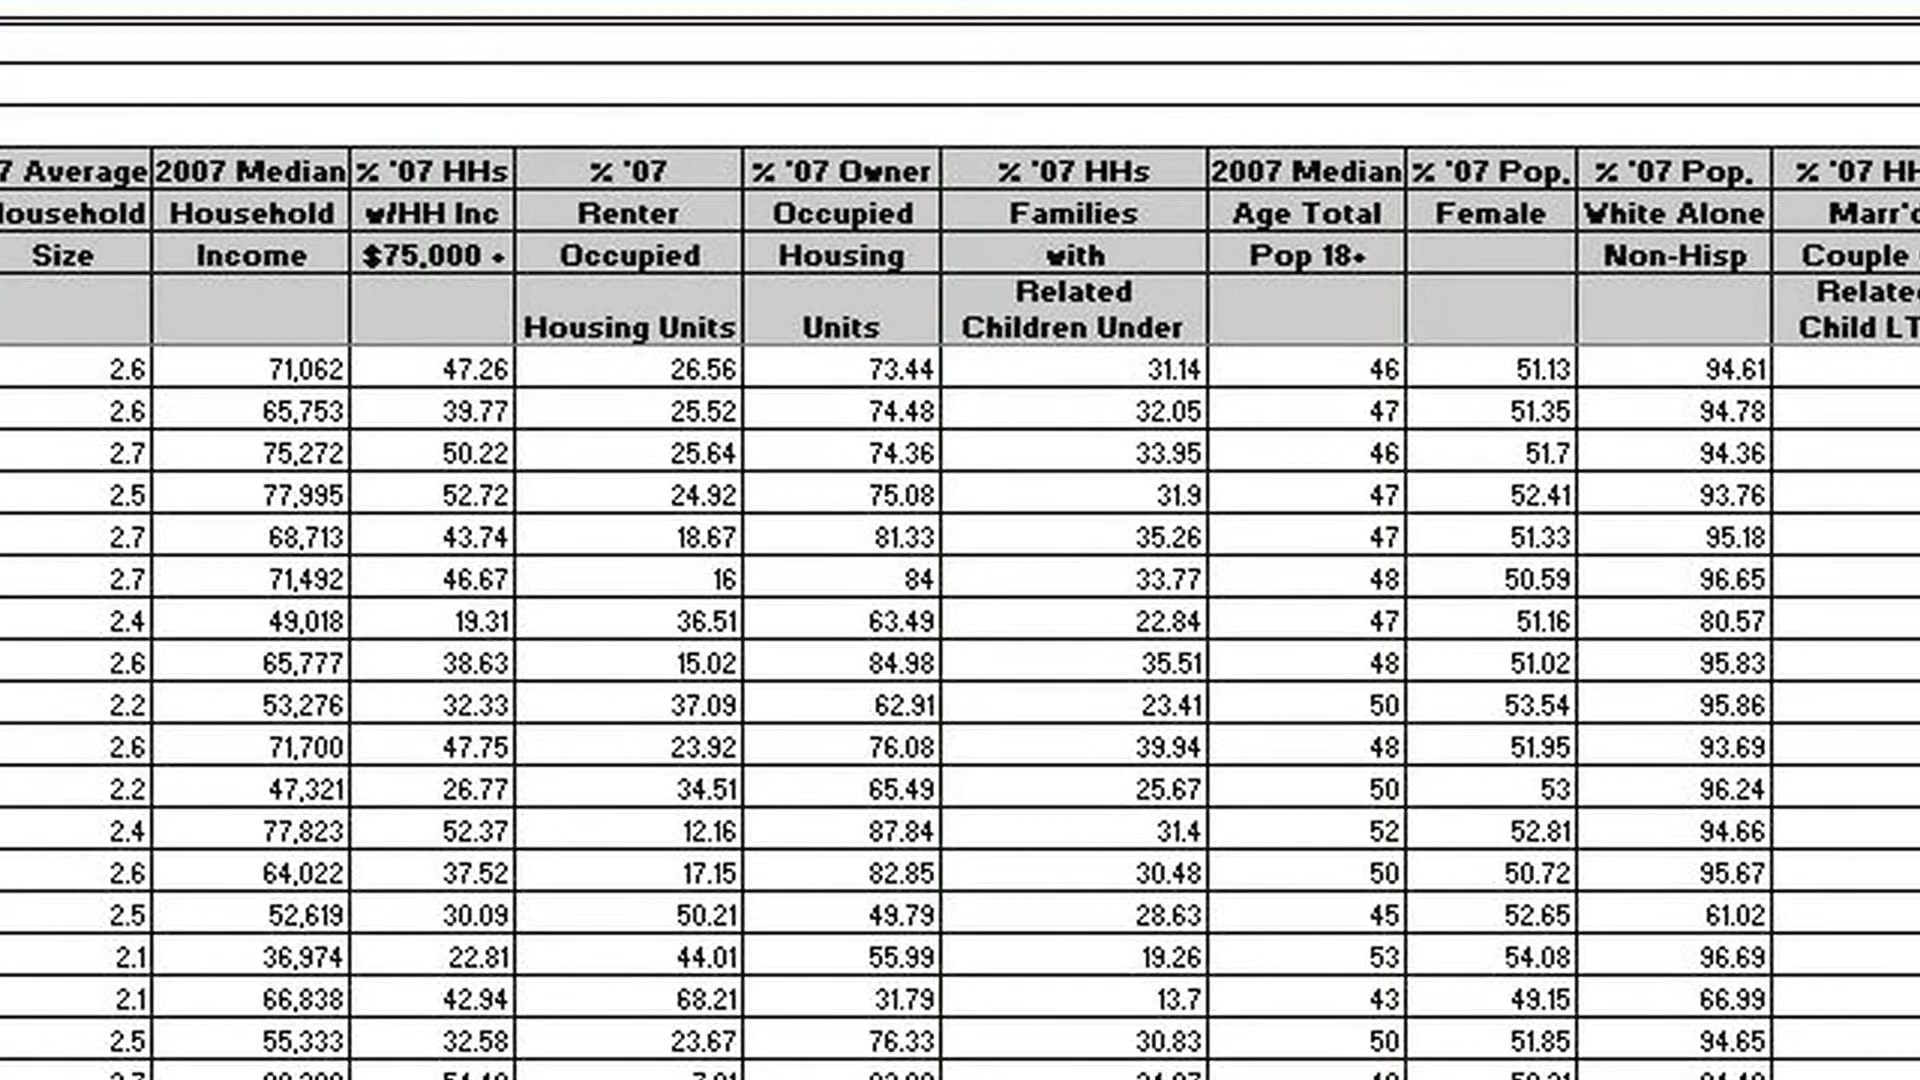 7 Average 2007 Median % '07 HHs % '07 % '07 Owner % '07 HHs 2007 Median % '07 Pop. % '07 Pop. % '07
Household Household w/HH Inc Renter Occupied Families Age Total Female White Alone Marr'd
Size Income $75,000 + Occupied Housing with Pop 18+ Non-Hisp Couple
Related
Housing Units Units Children Under Child LT
2.6 71,062 47.26 26.56 73.44 31.14 46 51.13 94.61
2.6 65,753 39.77 25.52 74.48 32.05 47 51.35 94.78
2.7 75,272 50.22 25.64 74.36 33.95 46 51.7 94.36
2.5 77,995 52.72 24.92 75.08 31.9 47 52.41 93.76
2.7 68,713 43.74 18.67 81.33 35.26 47 51.33 95.18
2.7 71,492 46.67 16 84 33.77 48 50.59 96.65
2.4 49,018 19.31 36.51 63.49 22.84 47 51.16 80.57
2.6 65,777 38.63 15.02 84.98 35.51 48 51.02 95.83
2.2 53,276 32.33 37.09 62.91 23.41 50 53.54 95.86
2.6 71,700 47.75 23.92 76.08 39.94 48 51.95 93.69
2.2 47,321 26.77 34.51 65.49 25.67 50 53 96.24
2.4 77,823 52.37 12.16 87.84 31.4 52 52.81 94.66
2.6 64,022 37.52 17.15 82.85 30.48 50 50.72 95.67
2.5 52,619 30.09 50.21 49.79 28.63 45 52.65 61.02
2.1 36,974 22.81 44.01 55.99 19.26 53 54.08 96.69
2.1 66,838 42.94 68.21 31.79 13.7 43 49.15 66.99
2.5 55,333 32.58 23.67 76.33 30.83 50 51.85 94.65